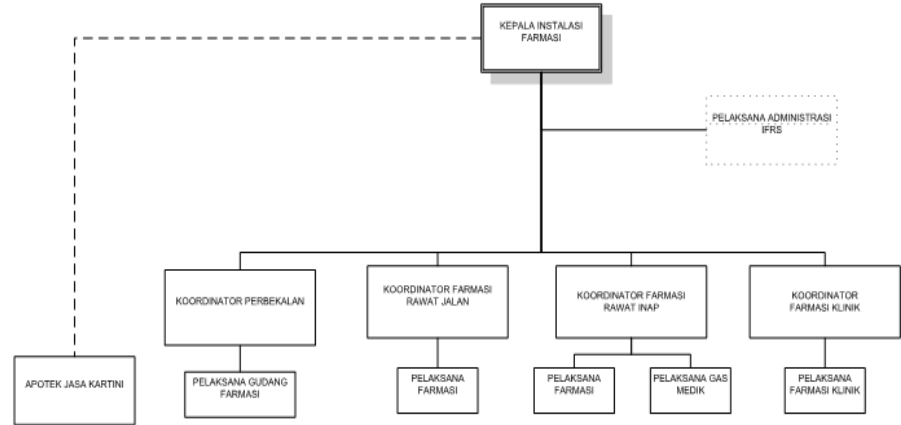 KEPALA INSTALASI
FARMASI
PELAKSANA ADMINISTRASI
IFRS
KOORDINATOR PERBEKALAN
KOORDINATOR FARMASI
RAWAT JALAN
KOORDINATOR FARMASI
RAWAT INAP
KOORDINATOR
FARMASI KLINIK
APOTEK JASA KARTINI
PELAKSANA GUDANG
FARMASI
PELAKSANA
FARMASI
PELAKSANA
FARMASI
PELAKSANA GAS
MEDIK
PELAKSANA
FARMASI KLINIK